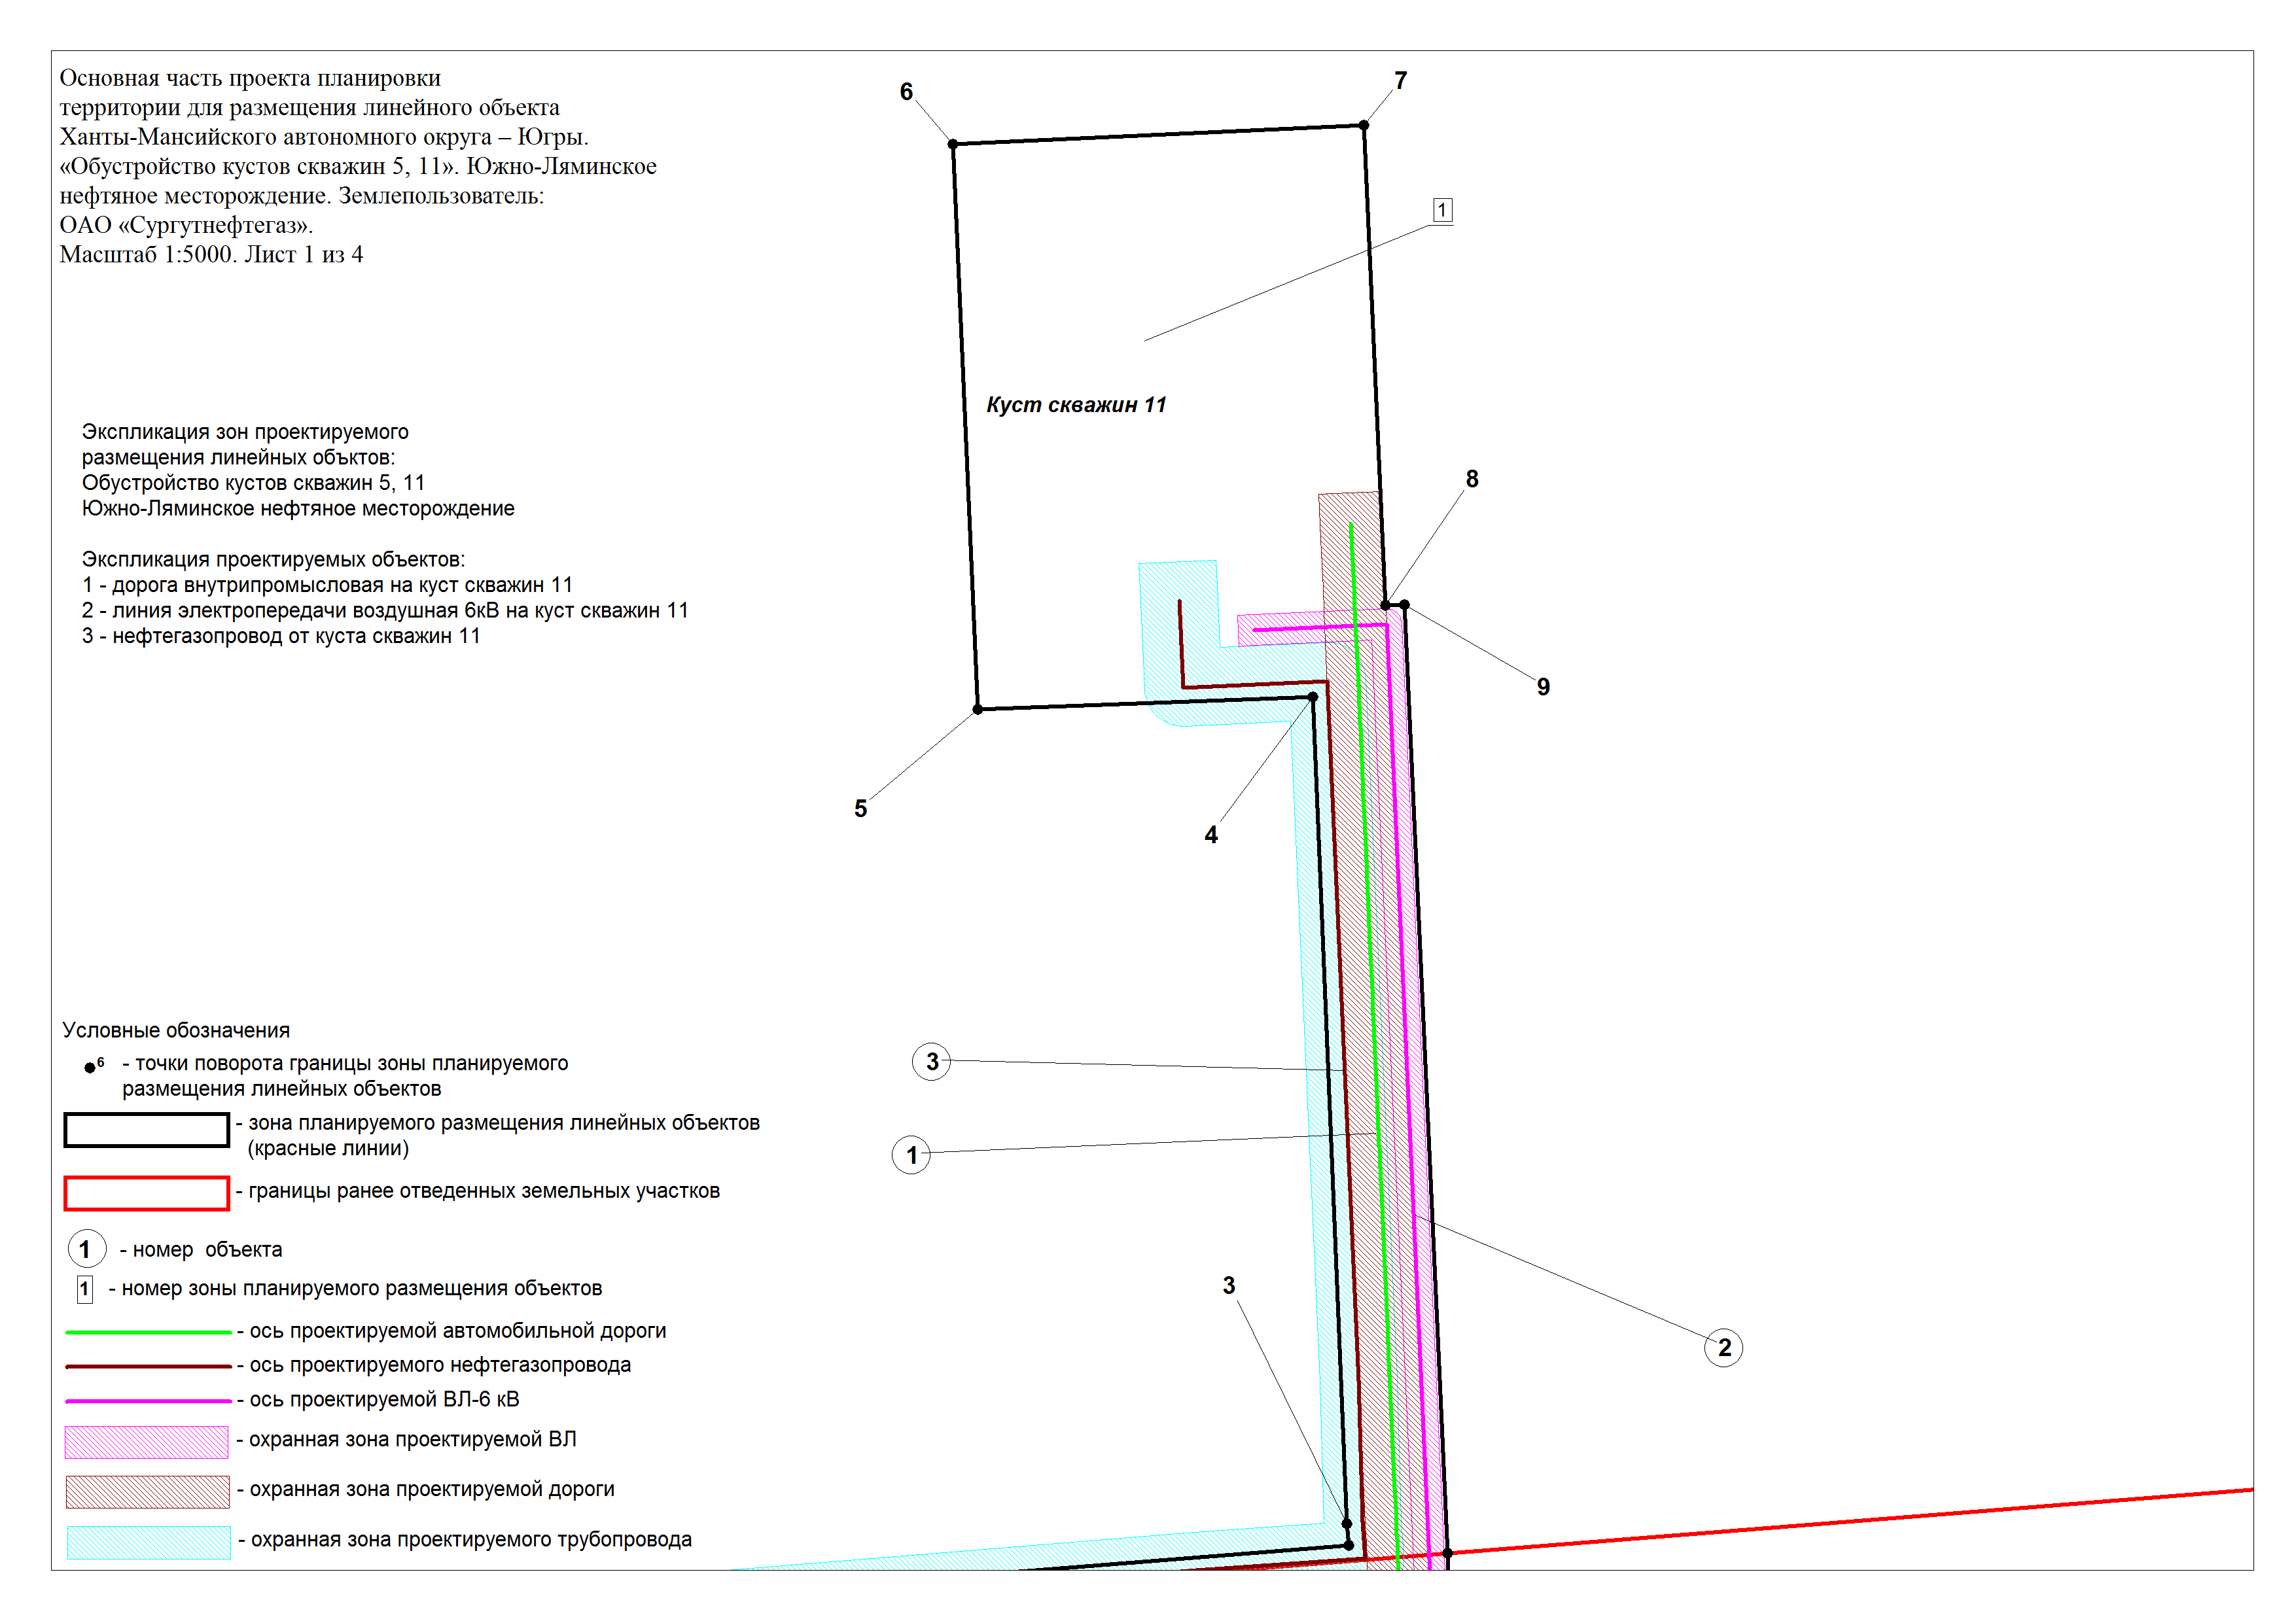 Основная часть проекта планировки
территории для размещения линейного объекта
Ханты-Мансийского автономного округа – Югры.
«Обустройство кустов скважин 5, 11». Южно-Ляминское
нефтяное месторождение. Землепользователь:
ОАО «Сургутнефтегаз».
Масштаб 1:5000. Лист 1 из 4
6
7
1
Куст скважин 11
Экспликация зон проектируемого
размещения линейных объктов:
Обустройство кустов скважин 5, 11
Южно-Ляминское нефтяное месторождение
Экспликация проектируемых объектов:
1 - дорога внутрипромысловая на куст скважин 11
2 - линия электропередачи воздушная 6кВ на куст скважин 11
3 - нефтегазопровод от куста скважин 11
8
9
5
4
3
1
3
2
Условные обозначения
6 - точки поворота границы зоны планируемого
размещения линейных объектов
- зона планируемого размещения линейных объектов
(красные линии)
- границы ранее отведенных земельных участков
1 - номер объекта
1 - номер зоны планируемого размещения объектов
- ось проектируемой автомобильной дороги
- ось проектируемого нефтегазопровода
- ось проектируемой ВЛ-6 кВ
- охранная зона проектируемой ВЛ
- охранная зона проектируемой дороги
- охранная зона проектируемого трубопровода